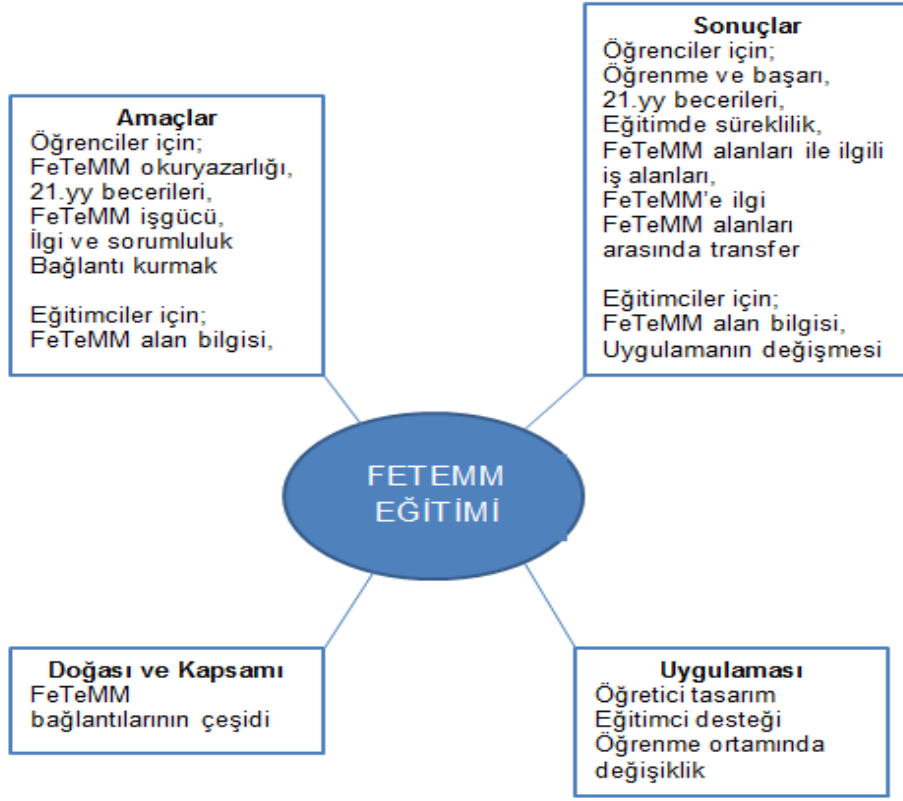 Amaçlar
Öğrenciler için;
FeTeMM okuryazarlığı,
21.yy becerileri,
FeTeMM işgücü,
İlgi ve sorumluluk
Bağlantı kurmak
Eğitimciler için;
FeTeMM alan bilgisi,
Sonuçlar
Öğrenciler için;
Öğrenme ve başarı,
21.yy becerileri,
Eğitimde süreklilik,
FeTeMM alanları ile ilgili
iş alanları,
FeTeMM'e ilgi
FeTeMM alanları
arasında transfer
Eğitimciler için;
FeTeMM alan bilgisi,
Uygulamanın değişmesi
FETEMM
EĞİTİMİ
Doğası ve Kapsamı
FeTeMM
bağlantılarının çeşidi
Uygulaması
Öğretici tasarım
Eğitimci desteği
Öğrenme ortamında
değişiklik